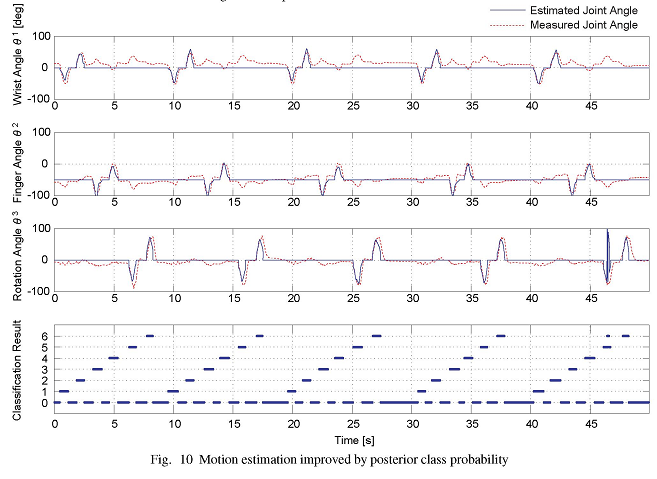 Estimated Joint Angle
Measured Joint Angle
Wrist Angle θ 1 [deg]
100
0
-100
0 5 10 15 20 25 30 35 40 45
Finger Angle θ 2
100
0
-100
0 5 10 15 20 25 30 35 40 45
Rotation Angle θ 3
100
0
-100
0 5 10 15 20 25 30 35 40 45
Classification Result
6
5
4
3
2
1
0
0 5 10 15 20 25 30 35 40 45
Time [s]
Fig. 10 Motion estimation improved by posterior class probability